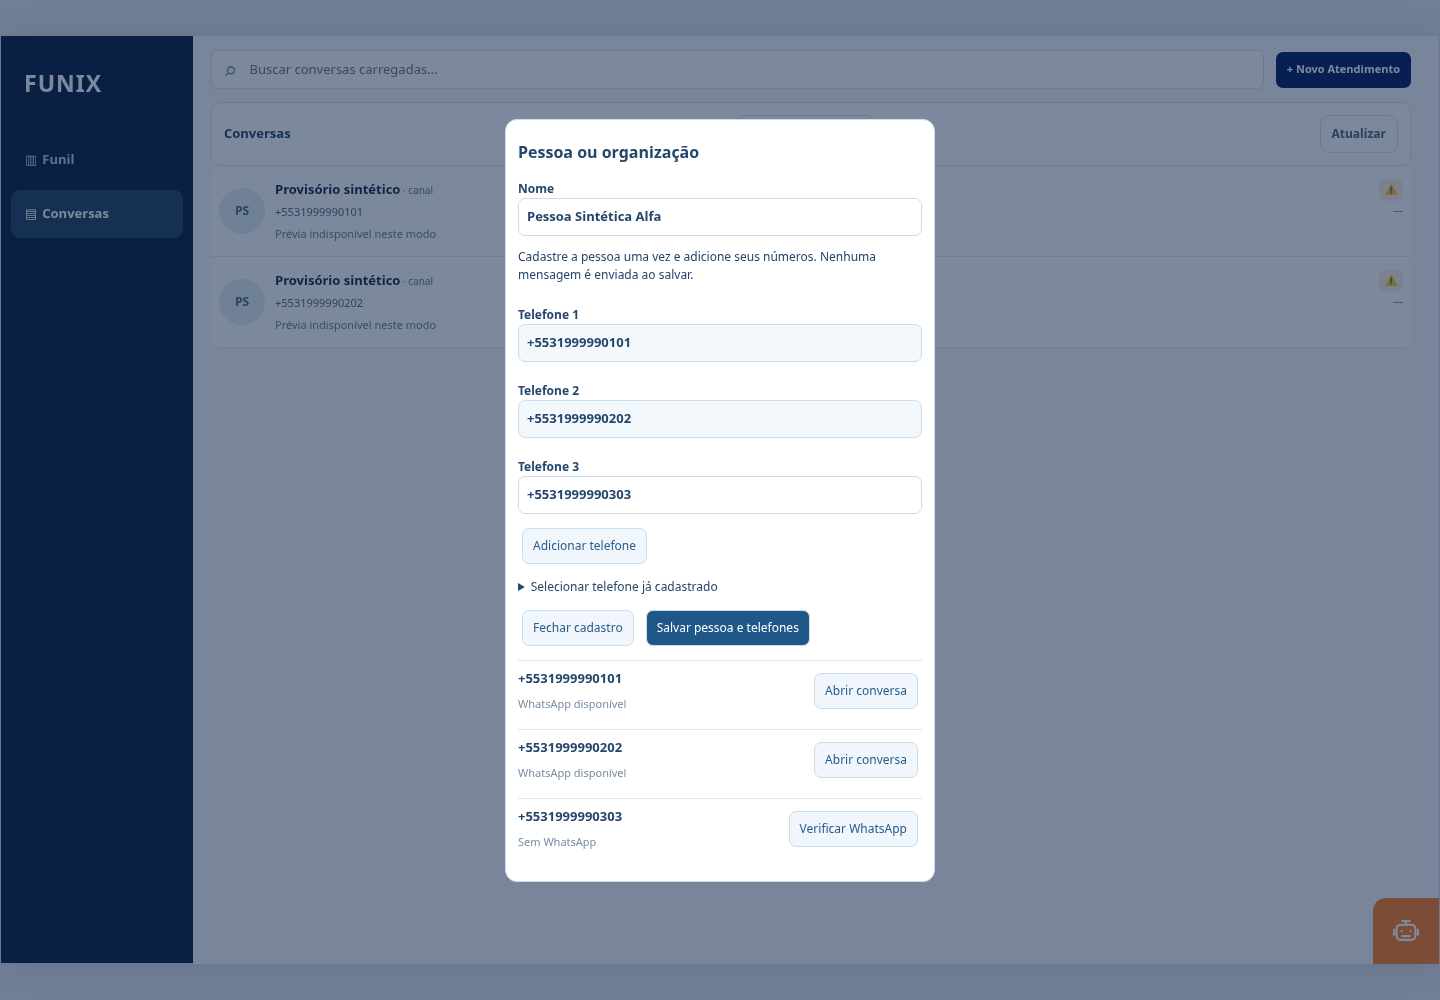 FUNIX
Funil
Conversas
Buscar conversas carregadas...
+ Novo Atendimento
Conversas
Atualizar
PS
Provisório sintético · canal
+5531999990101
Prévia indisponível neste modo
—
PS
Provisório sintético · canal
+5531999990202
Prévia indisponível neste modo
—
Pessoa ou organização
Nome
Pessoa Sintética Alfa
Cadastre a pessoa uma vez e adicione seus números. Nenhuma
mensagem é enviada ao salvar.
Telefone 1
+5531999990101
Telefone 2
+5531999990202
Telefone 3
+5531999990303
Adicionar telefone
Selecionar telefone já cadastrado
Fechar cadastro
Salvar pessoa e telefones
+5531999990101
WhatsApp disponível
Abrir conversa
+5531999990202
WhatsApp disponível
Abrir conversa
+5531999990303
Sem WhatsApp
Verificar WhatsApp